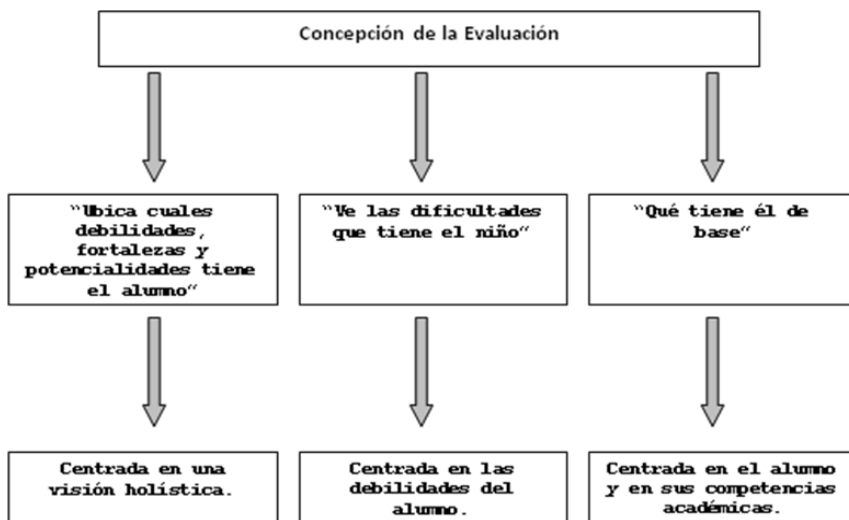 Concepción de la Evaluación
“Ubica cuales
debilidades,
fortalezas y
potencialidades tiene
el alumno”
“Ve las dificultades
que tiene el niño”
“Qué tiene él de
base”
Centrada en una
visión holística.
Centrada en las
debilidades del
alumno.
Centrada en el alumno
y en sus competencias
académicas.